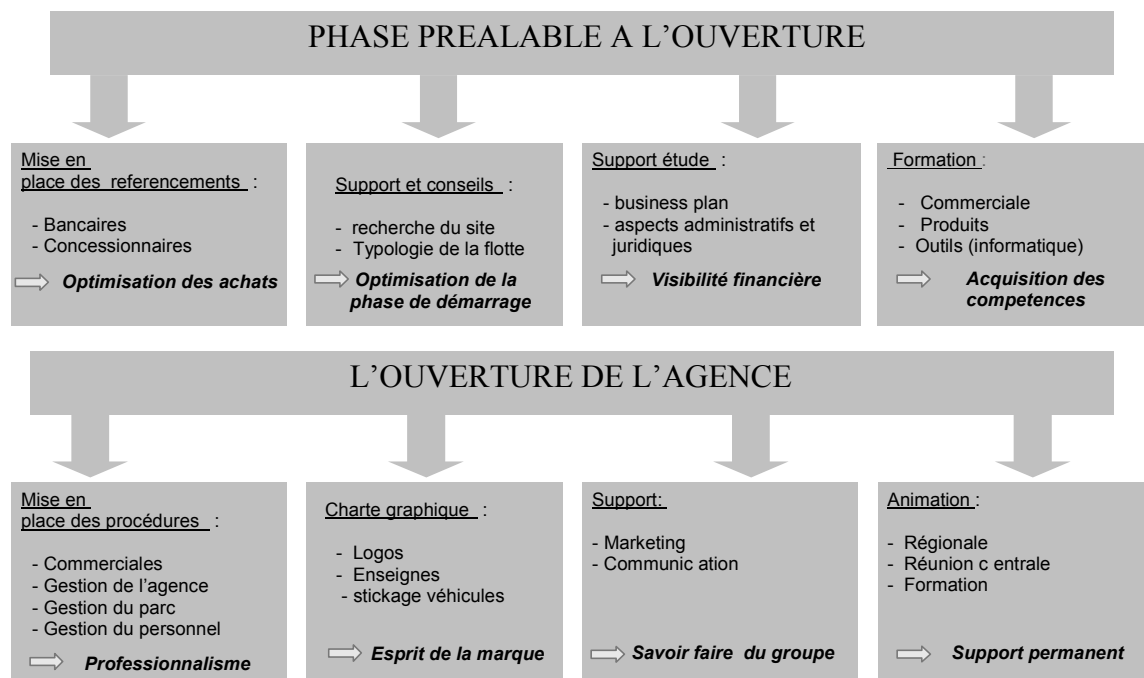 PHASE PREALABLE A L’OUVERTURE
Mise en
place des referencements :
- Bancaires
- Concessionnaires
Optimisation des achats
Support et conseils :
- recherche du site
- Typologie de la flotte
Optimisation de la
phase de démarrage
Support étude :
- business plan
- aspects administratifs et
juridiques
Visibilité financière
Formation :
- Commerciale
- Produits
- Outils (informatique)
Acquisition des
competences
L’OUVERTURE DE L’AGENCE
Mise en
place des procédures :
- Commerciales
- Gestion de l’agence
- Gestion du parc
- Gestion du personnel
Professionnalisme
Charte graphique :
- Logos
- Enseignes
- stickage véhicules
Esprit de la marque
Support:
- Marketing
- Communic ation
Savoir faire du groupe
Animation :
- Régionale
- Réunion c entrale
- Formation
Support permanent